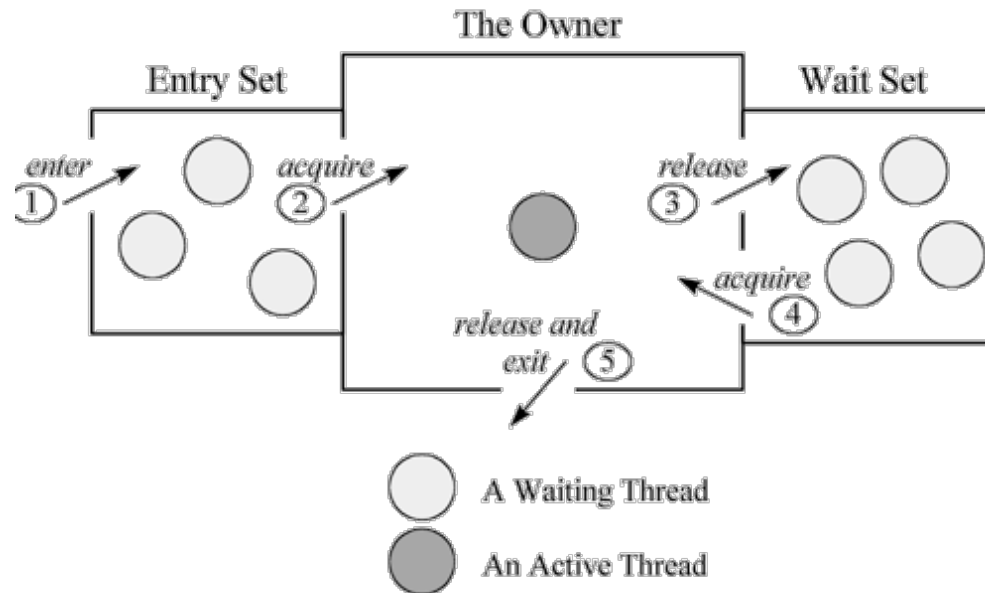 The Owner
Entry Set
Wait Set
enter
1
acquire
2
release
3
acquire
4
release and
exit
5
A Waiting Thread
An Active Thread